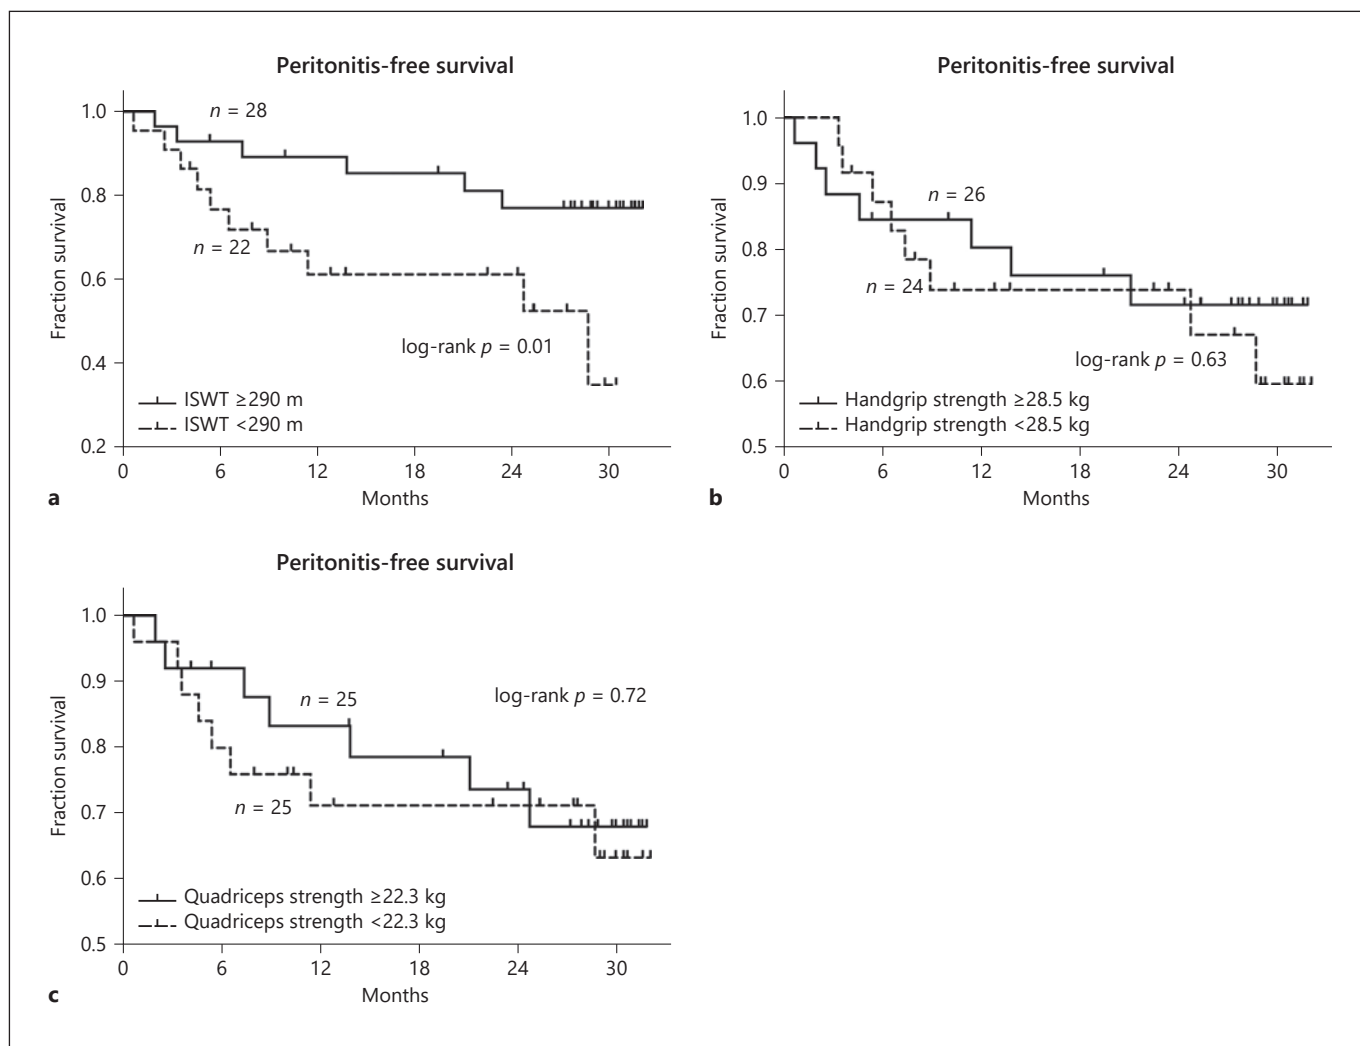 Peritonitis-free survival
1.0
0.8
0.6
0.4
0.2
Fraction survival
n = 28
n = 22
log-rank p = 0.01
ISWT ≥290 m
ISWT <290 m
0 6 12 18 24 30
Months
a
Peritonitis-free survival
1.0
0.9
0.8
0.7
0.6
0.5
Fraction survival
n = 26
n = 24
log-rank p = 0.63
Handgrip strength ≥28.5 kg
Handgrip strength <28.5 kg
0 6 12 18 24 30
Months
b
Peritonitis-free survival
1.0
0.9
0.8
0.7
0.6
0.5
Fraction survival
n = 25
log-rank p = 0.72
n = 25
Quadriceps strength ≥22.3 kg
Quadriceps strength <22.3 kg
0 6 12 18 24 30
Months
c